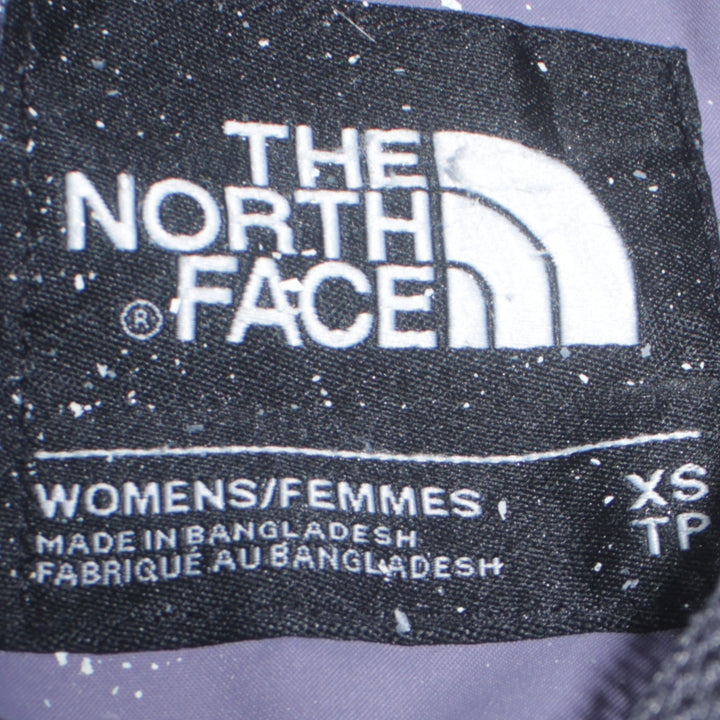 THE
NORTH
FACE
®
WOMENS/FEMMES XS
MADE IN BANGLADESH TP
FABRIQUÉ AU BANGLADESH